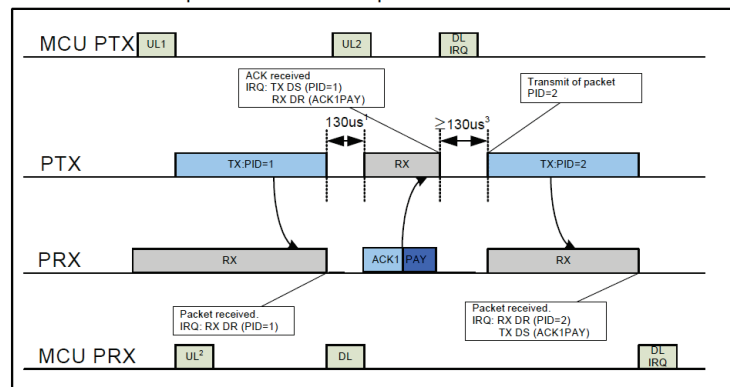 MCU PTX
UL1
UL2
DL
IRQ
ACK received
IRQ: TX DS (PID=1)
RX DR (ACK1PAY)
Transmit of packet
PID=2
130us¹
≥130us³
PTX
TX:PID=1
RX
TX:PID=2
PRX
RX
ACK1
PAY
RX
Packet received.
IRQ: RX DR (PID=1)
Packet received.
IRQ: RX DR (PID=2)
TX DS (ACK1PAY)
MCU PRX
UL²
DL
DL
IRQ